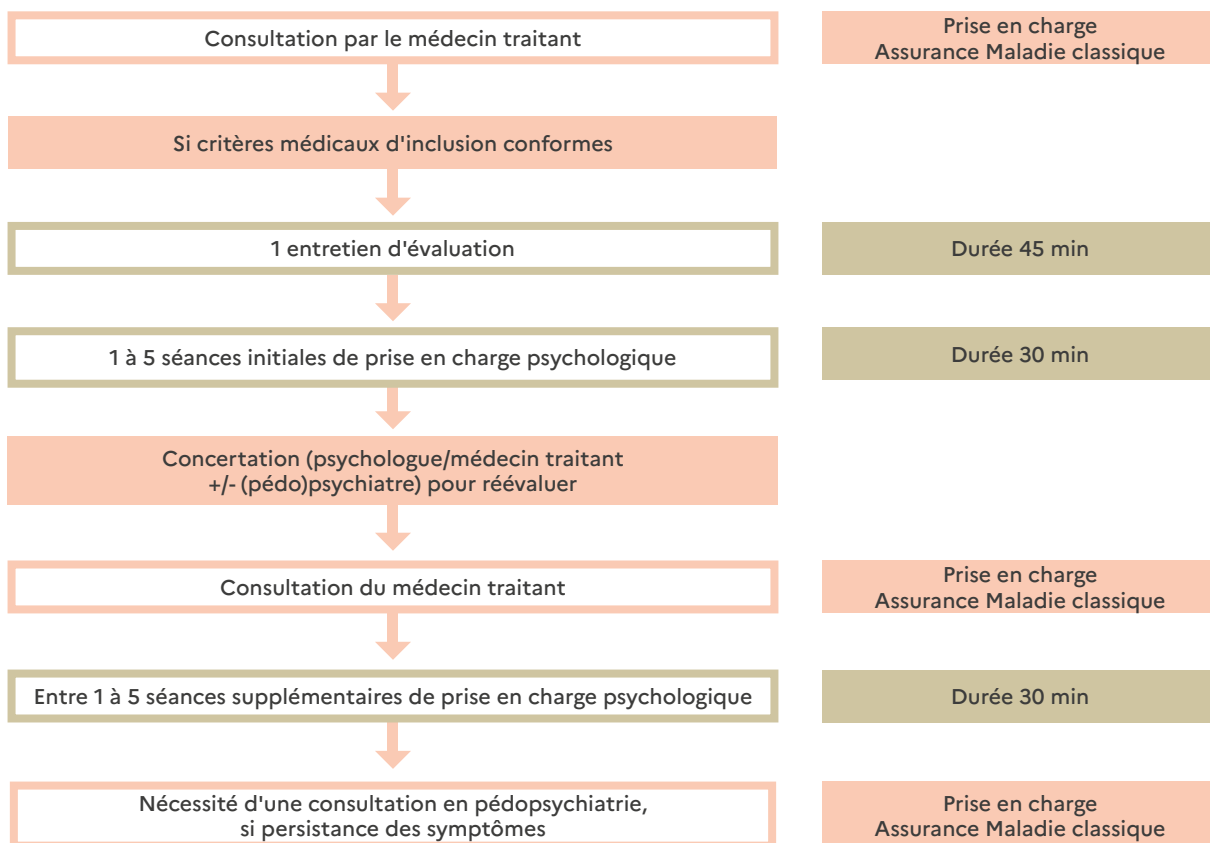 Consultation par le médecin traitant
Prise en charge
Assurance Maladie classique
Si critères médicaux d'inclusion conformes
1 entretien d'évaluation
Durée 45 min
1 à 5 séances initiales de prise en charge psychologique
Durée 30 min
Concertation (psychologue/médecin traitant
+/- (pédo)psychiatre) pour réévaluer
Consultation du médecin traitant
Prise en charge
Assurance Maladie classique
Entre 1 à 5 séances supplémentaires de prise en charge psychologique
Durée 30 min
Nécessité d'une consultation en pédopsychiatrie,
si persistance des symptômes
Prise en charge
Assurance Maladie classique